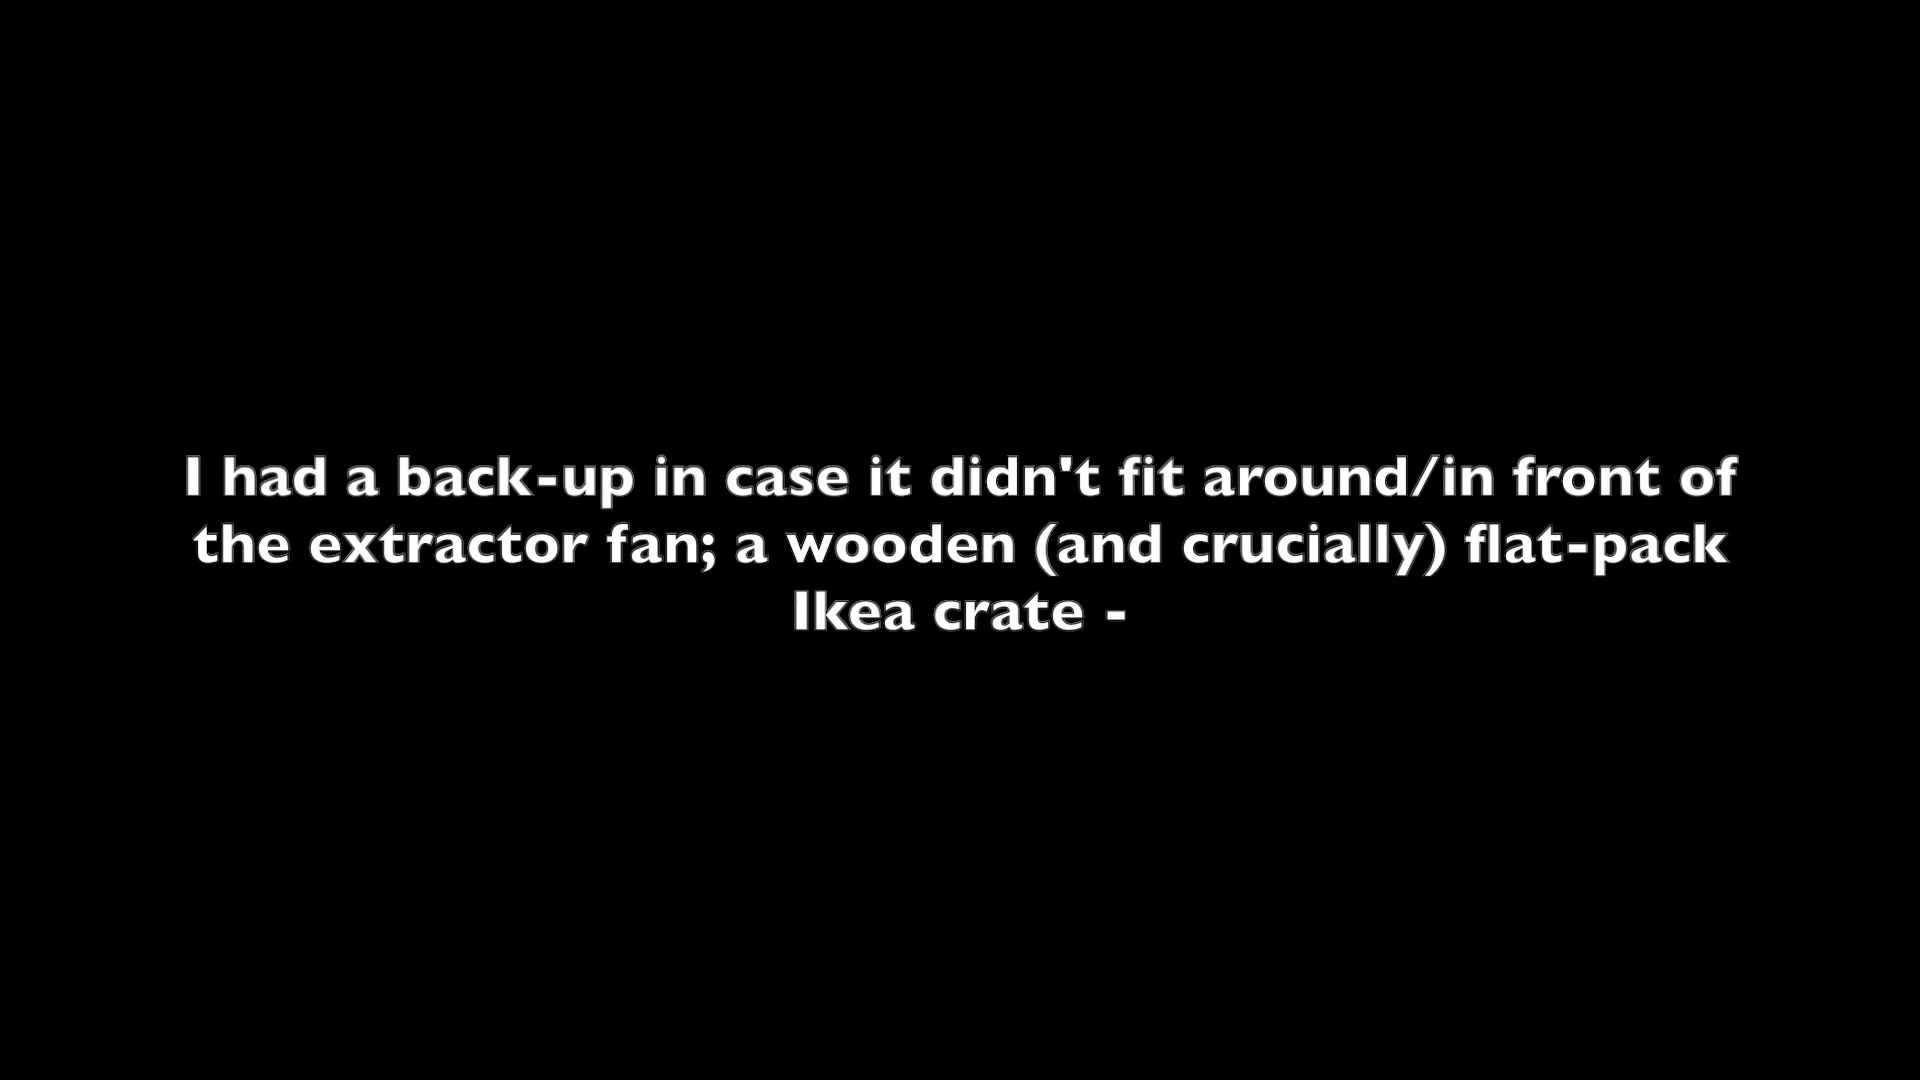 I had a back-up in case it didn't fit around/in front of
the extractor fan; a wooden (and crucially) flat-pack
Ikea crate -